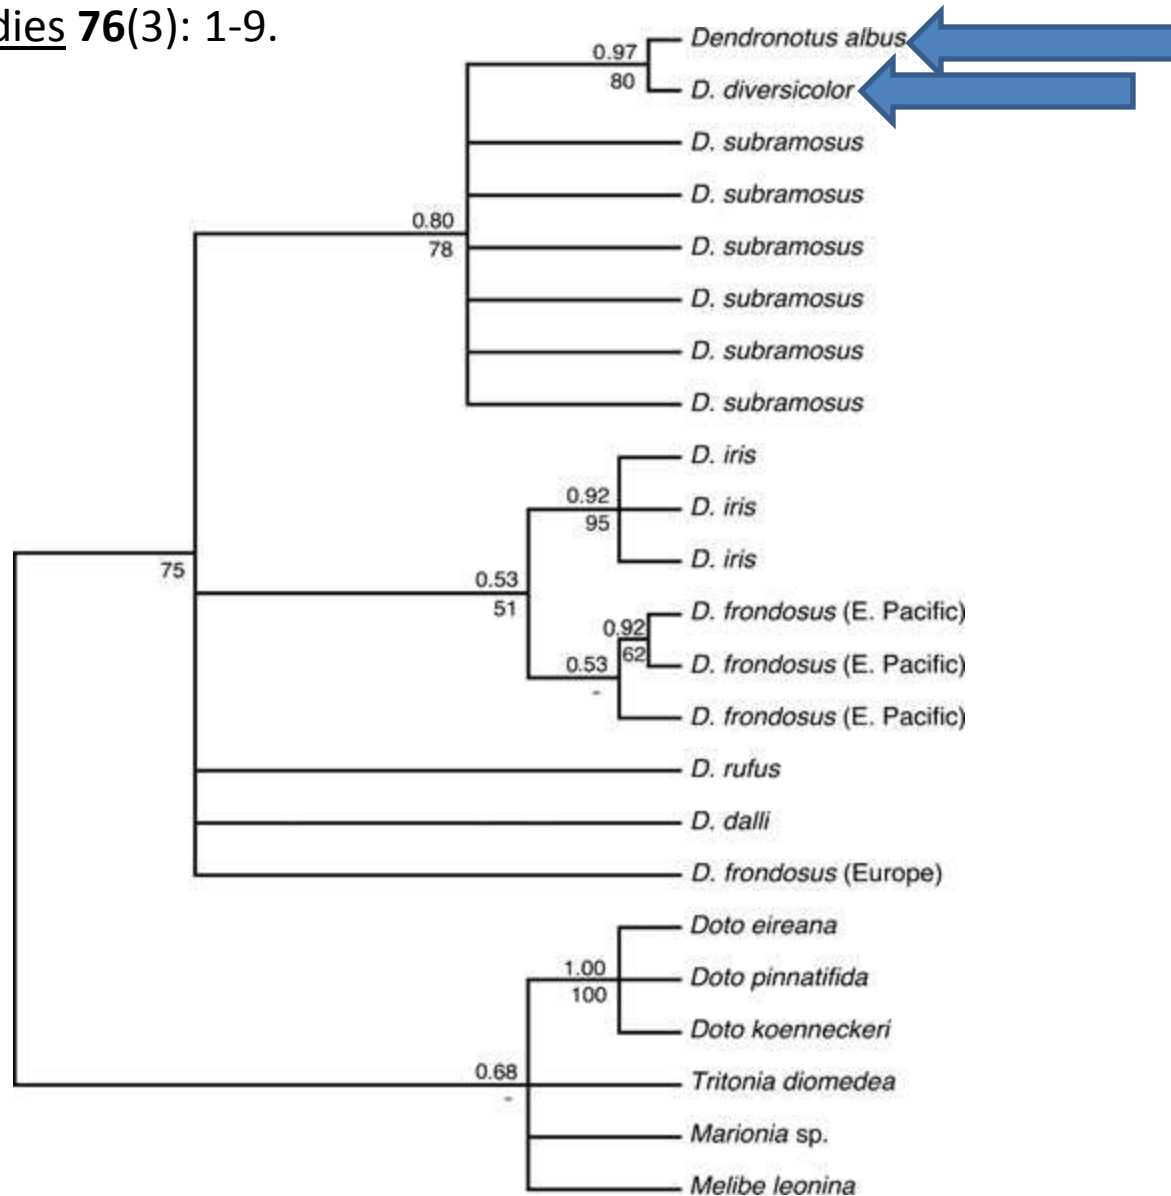 dies 76(3): 1-9.
Dendronotus albus
0.97
80
D. diversicolor
D. subramosus
D. subramosus
0.80
78
D. subramosus
D. subramosus
D. subramosus
D. subramosus
D. iris
0.92
95
D. iris
D. iris
75
0.53
51
D. frondosus (E. Pacific)
0.92
62
D. frondosus (E. Pacific)
0.53
-
D. frondosus (E. Pacific)
D. rufus
D. dalli
D. frondosus (Europe)
Doto eireana
1.00
100
Doto pinnatifida
Doto koenneckeri
0.68
-
Tritonia diomedea
Marionia sp.
Melibe leonina